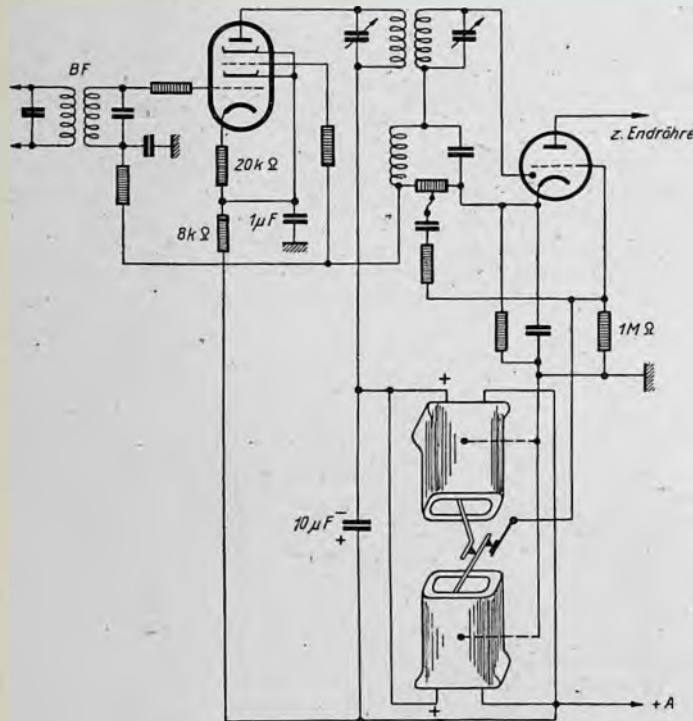 BF
z. Endröhre
20kΩ
1µF
8kΩ
1MΩ
+
10µF
−
+
+
+A